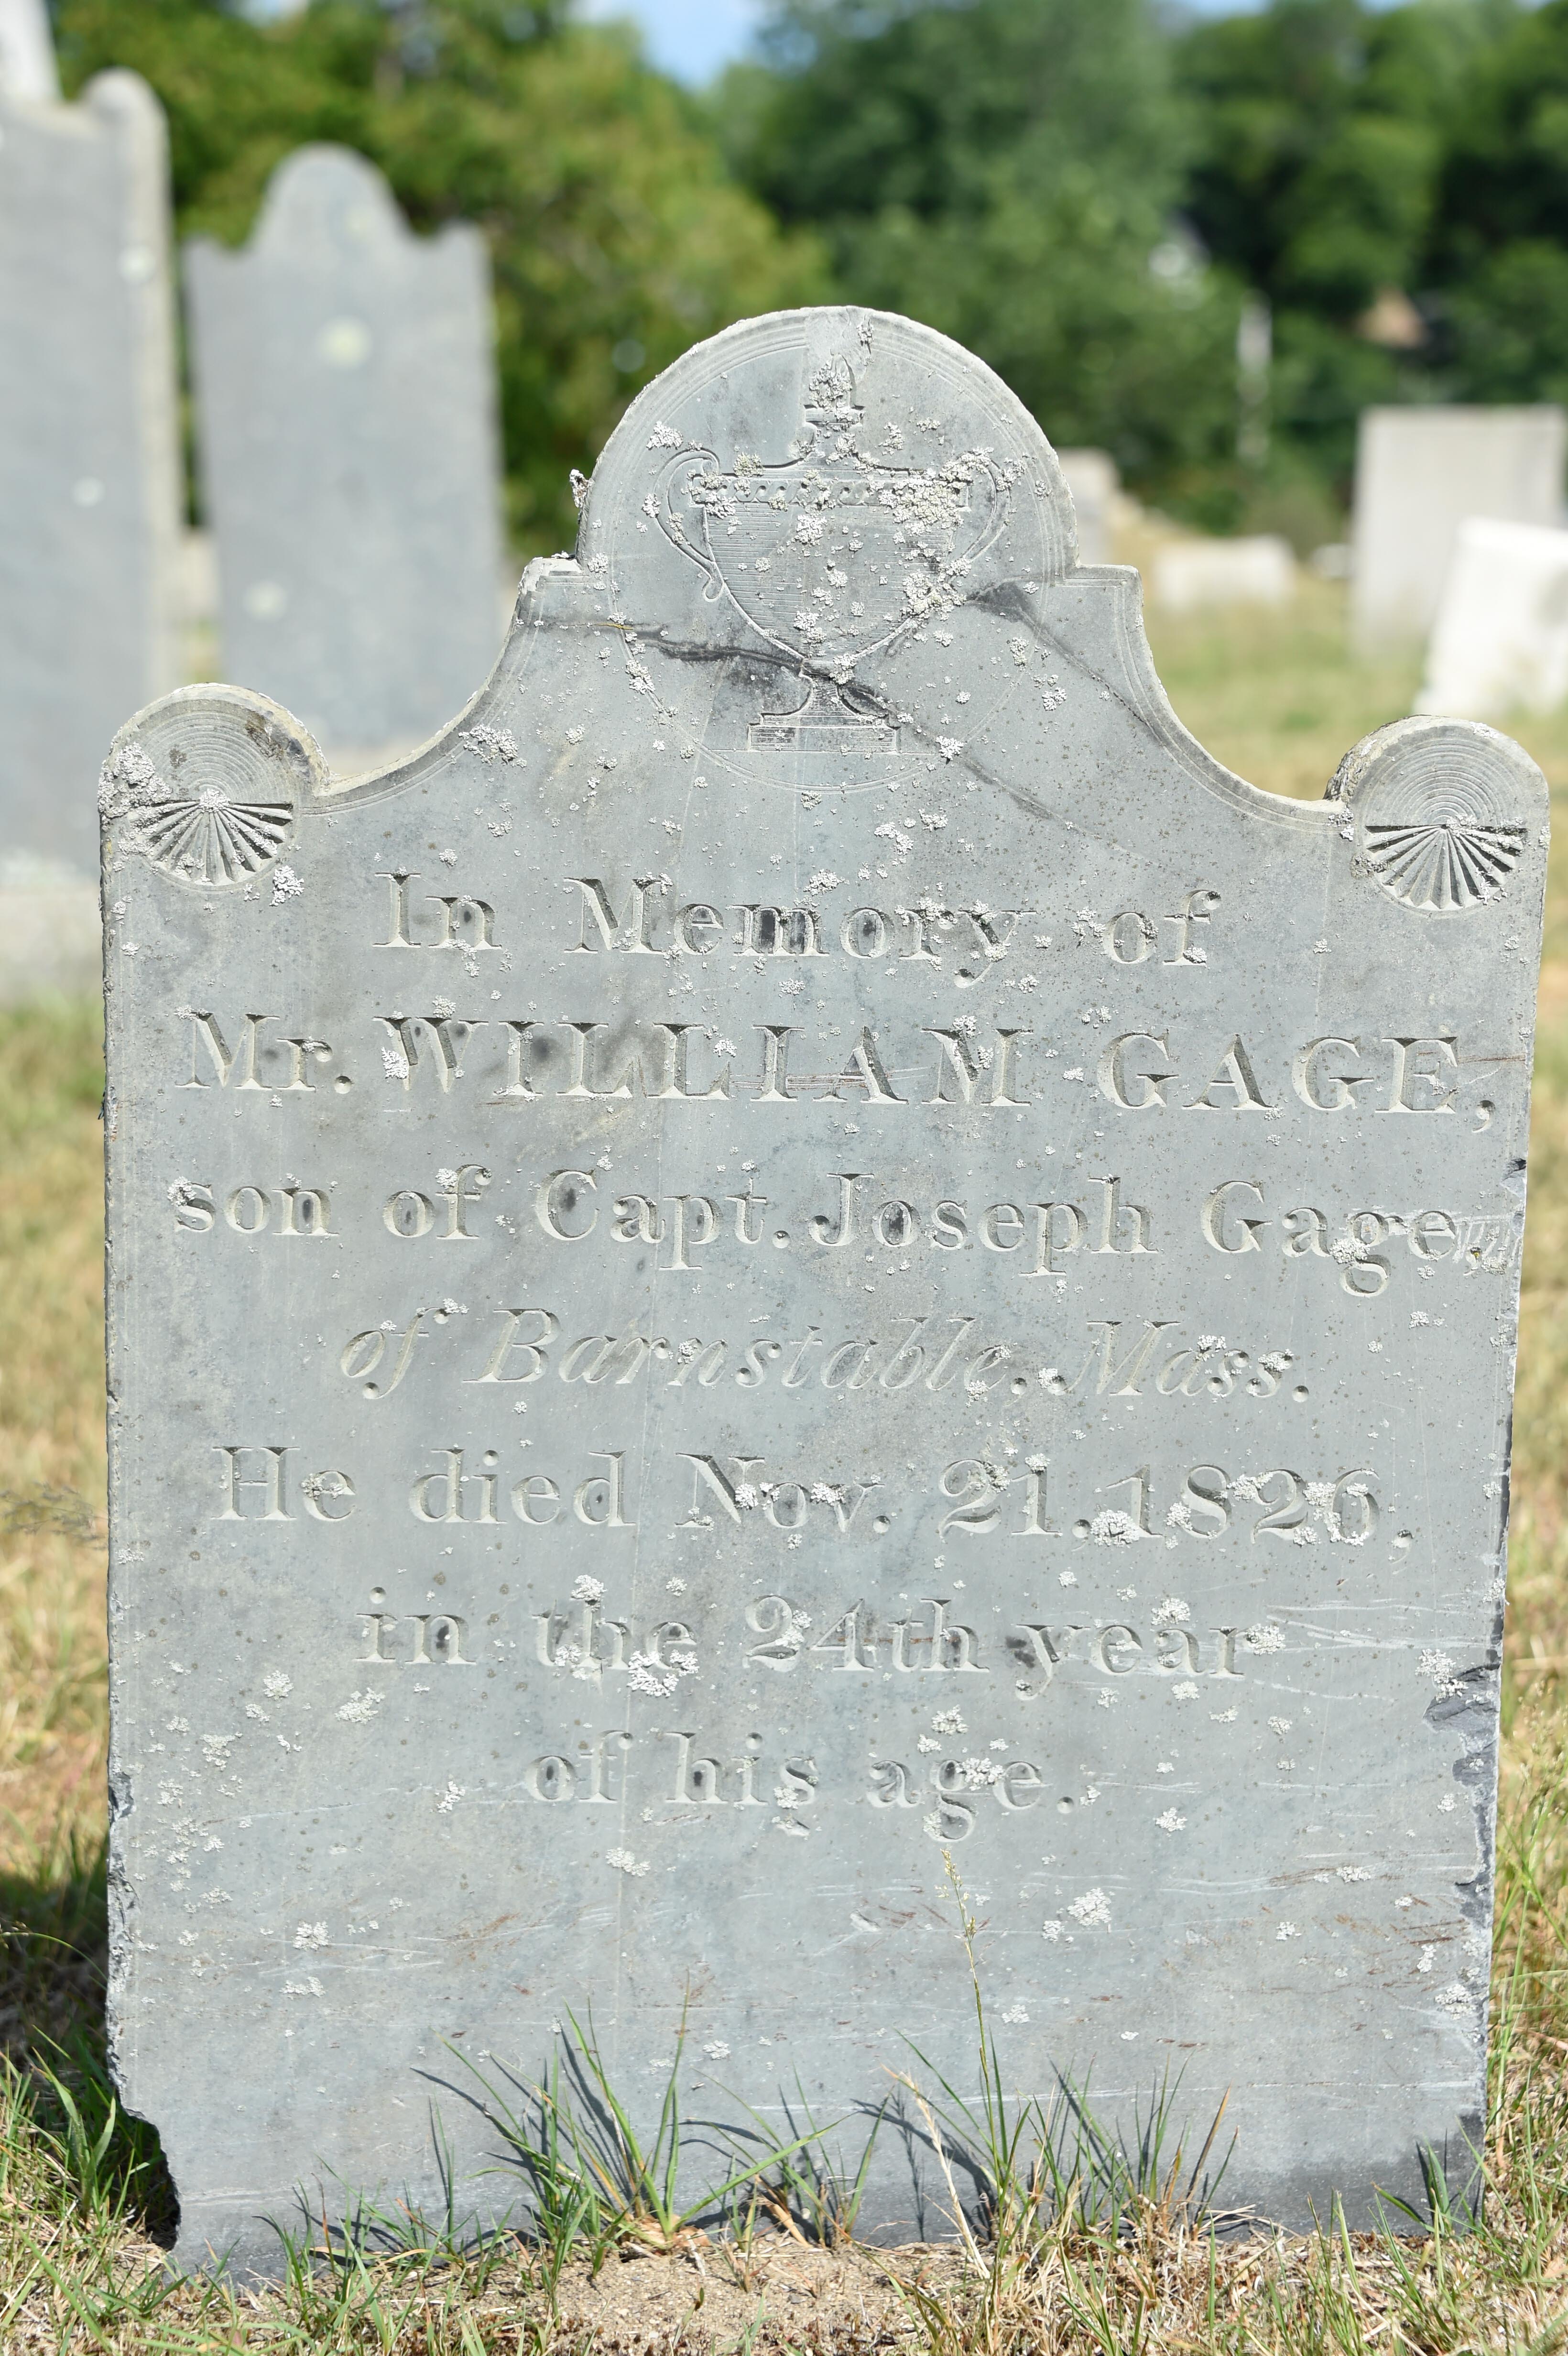 In Memory of
Mr. WILLIAM GAGE,
son of Capt. Joseph Gage,
of Barnstable, Mass.
He died Nov. 21, 1826,
in the 24th year
of his age.